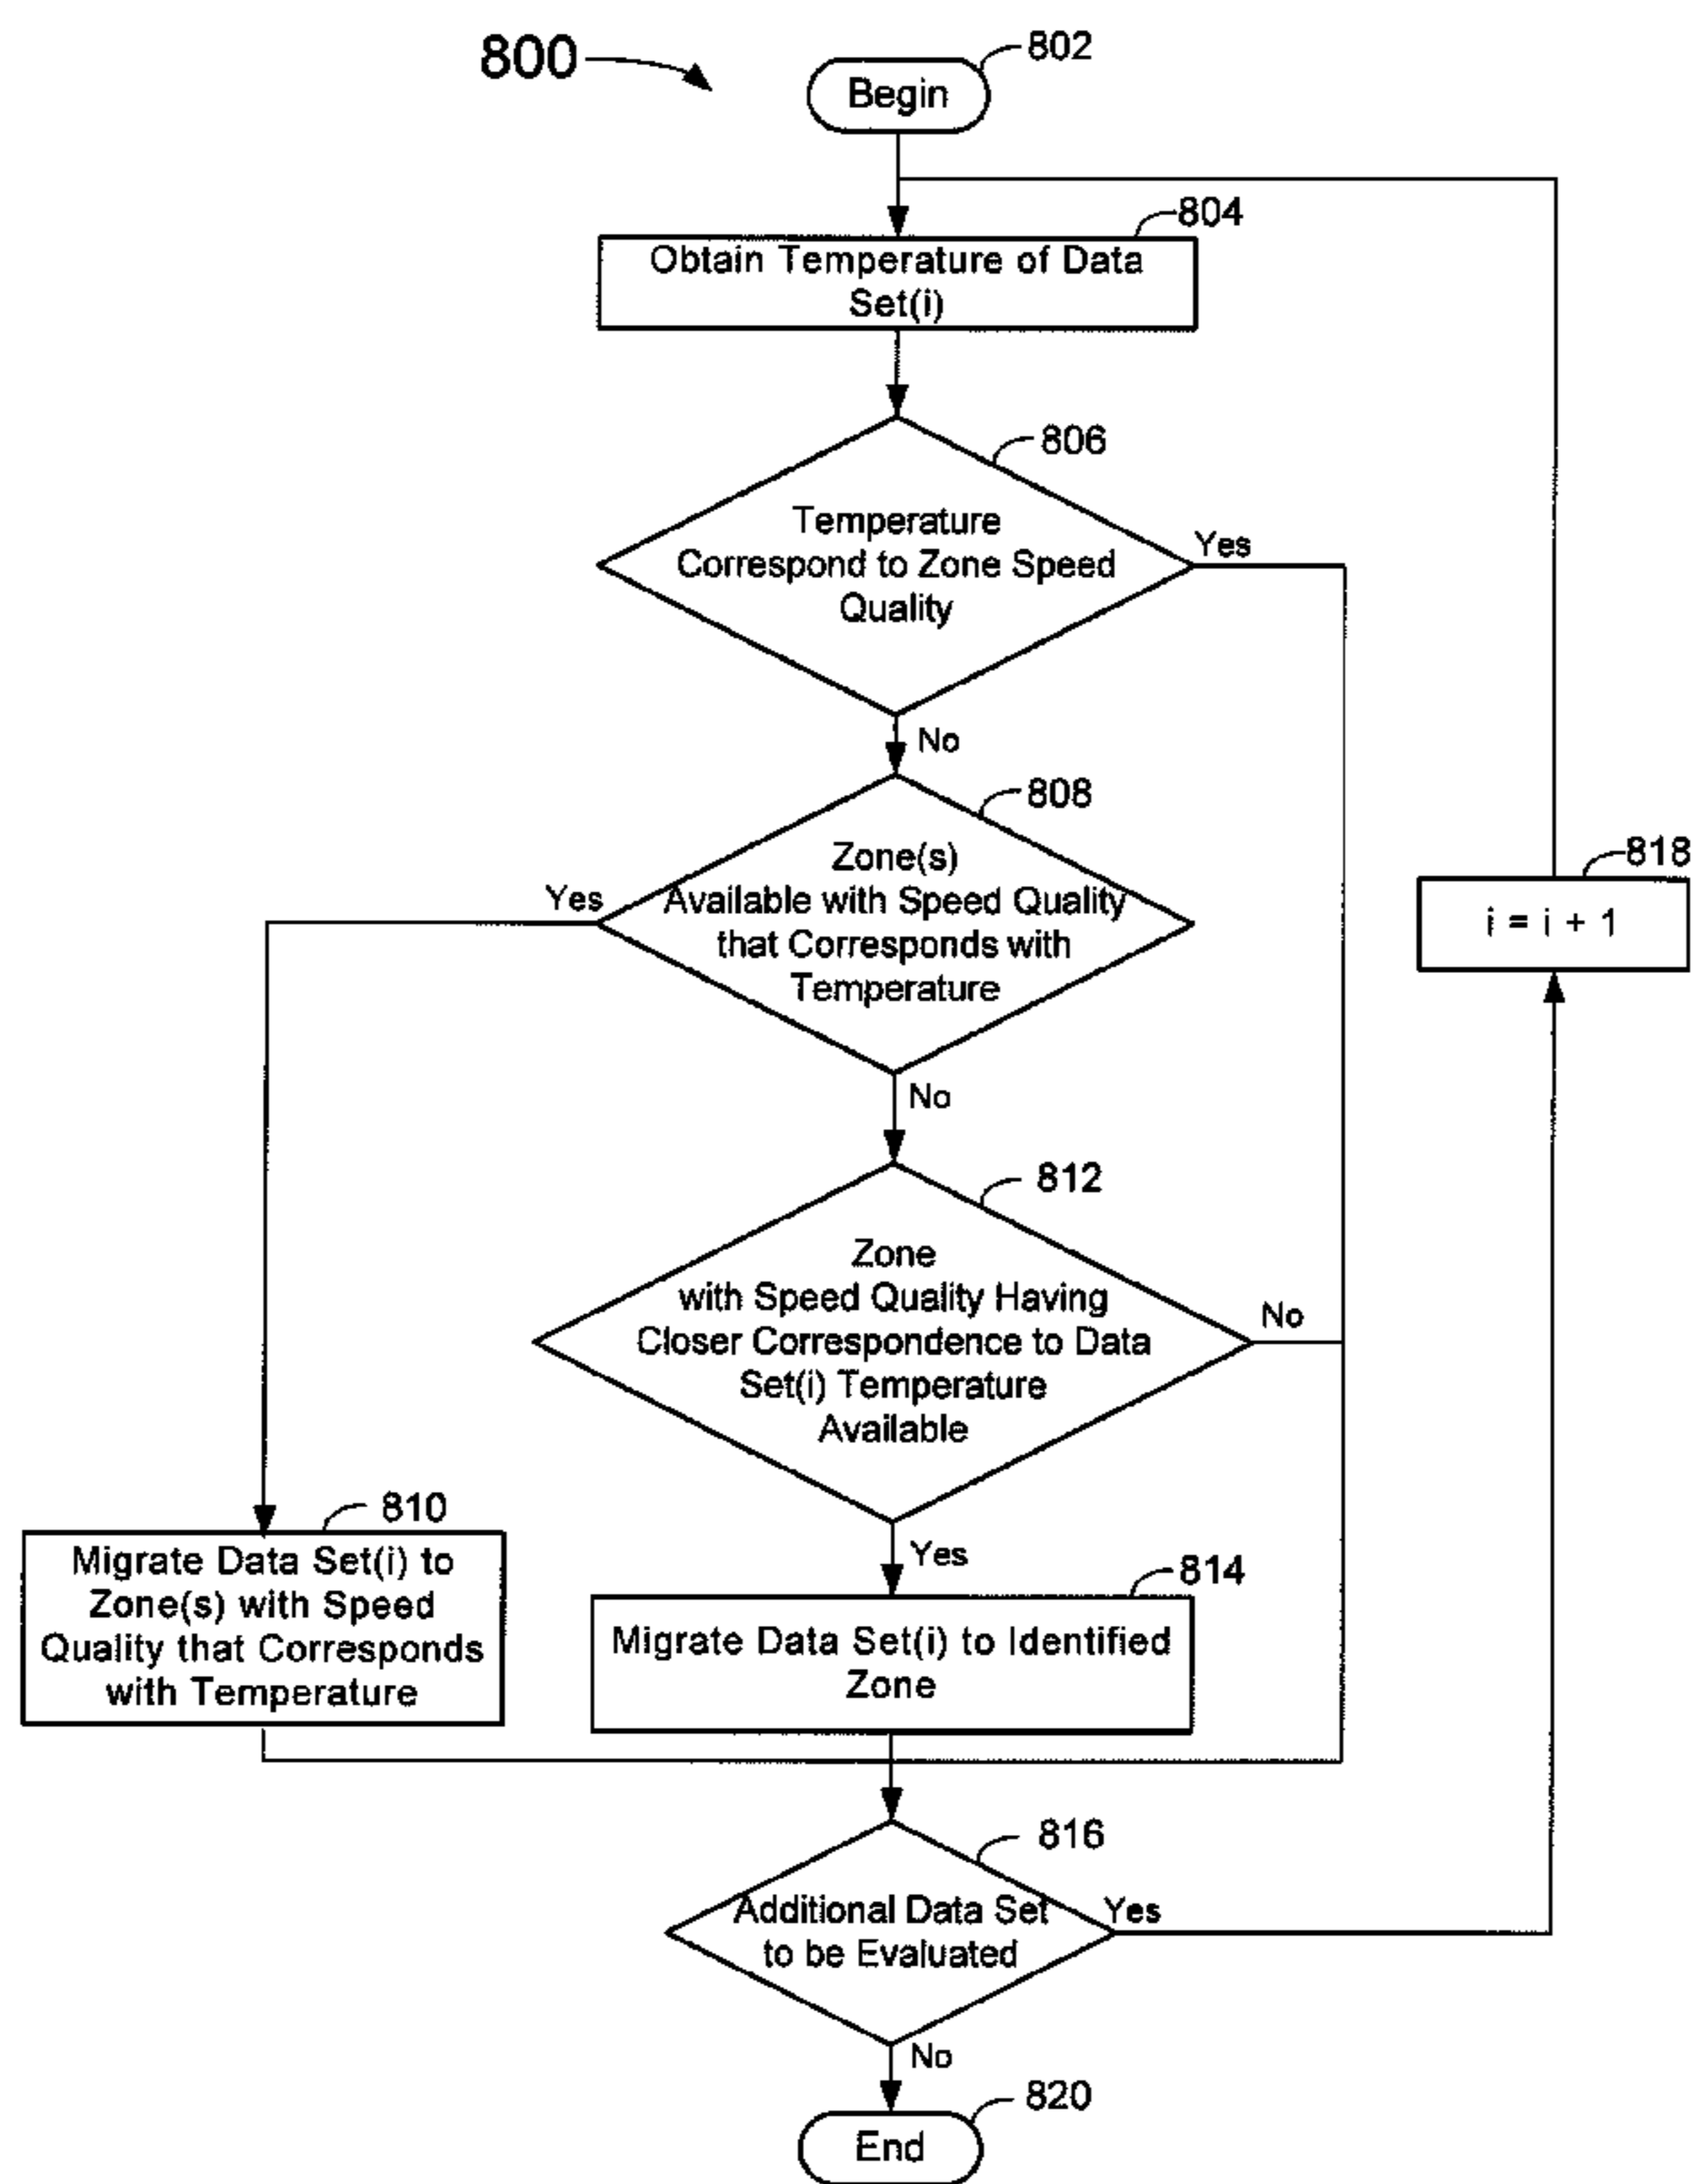 800
802
Begin
804
Obtain Temperature of Data
Set(i)
806
Temperature
Correspond to Zone Speed
Quality
Yes
No
808
Zone(s)
Available with Speed Quality
that Corresponds with
Temperature
Yes
818
i = i + 1
No
812
Zone
with Speed Quality Having
Closer Correspondence to Data
Set(i) Temperature
Available
No
810
Migrate Data Set(i) to
Zone(s) with Speed
Quality that Corresponds
with Temperature
Yes
814
Migrate Data Set(i) to Identified
Zone
816
Additional Data Set
to be Evaluated
Yes
No
820
End